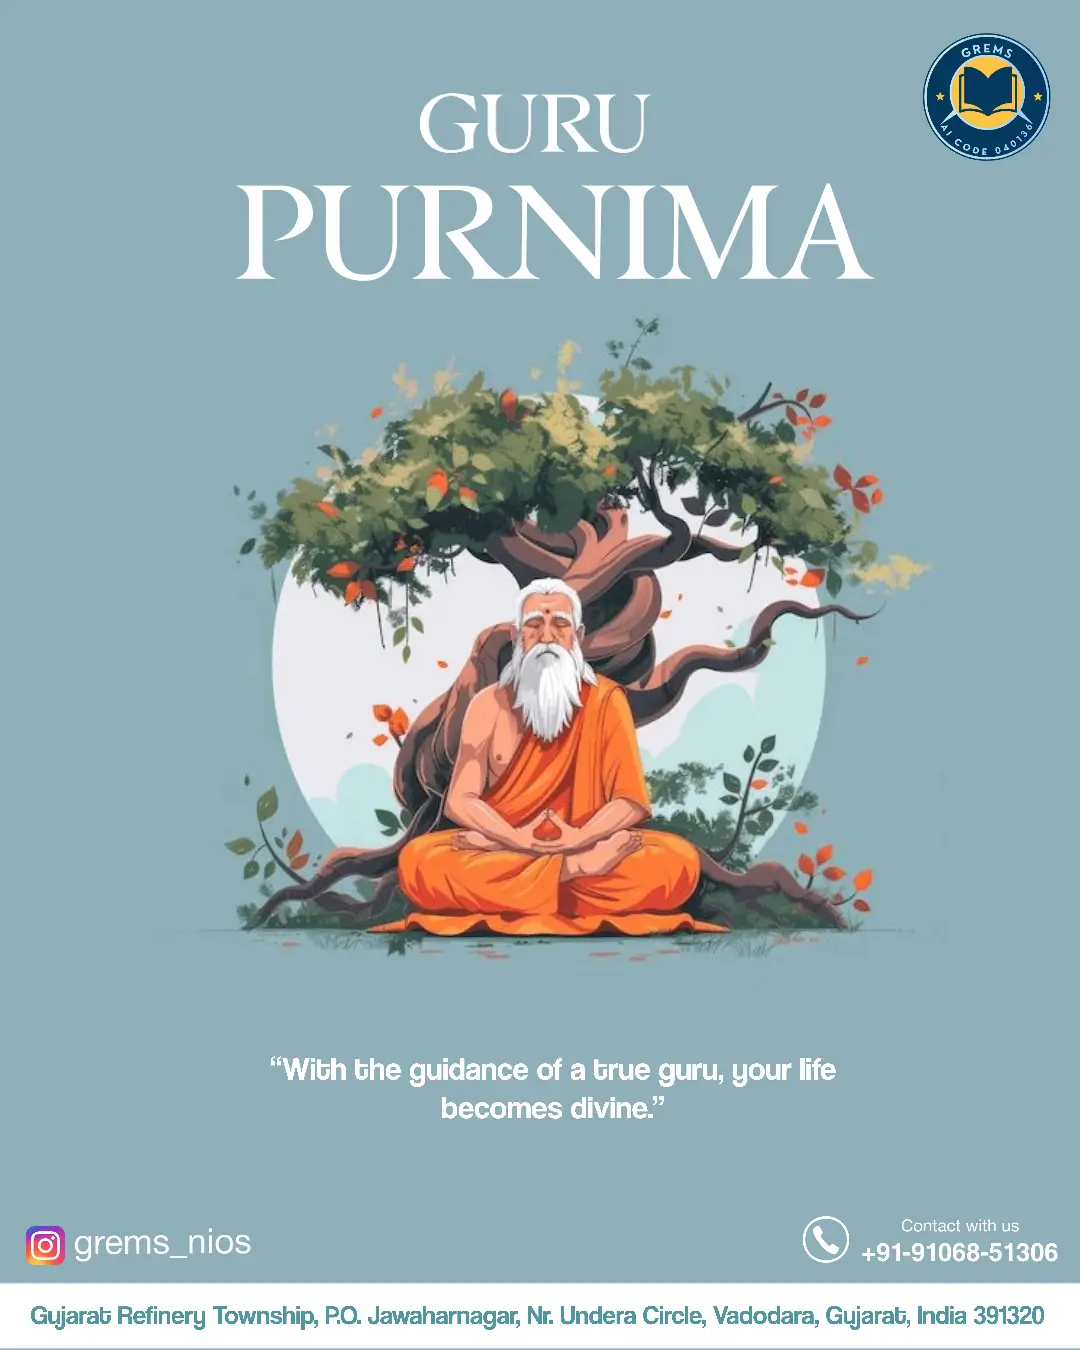 GREMS
AI CODE 040136
GURU
PURNIMA
“With the guidance of a true guru, your life
becomes divine.”
grems_nios
Contact with us
+91-91068-51306
Gujarat Refinery Township, P.O. Jawaharnagar, Nr. Undera Circle, Vadodara, Gujarat, India 391320